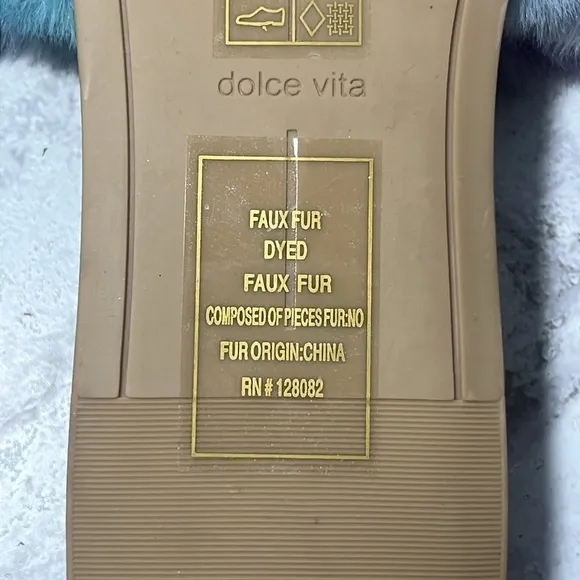 dolce vita
FAUX FUR
DYED
FAUX FUR
COMPOSED OF PIECES FUR:NO
FUR ORIGIN:CHINA
RN # 128082